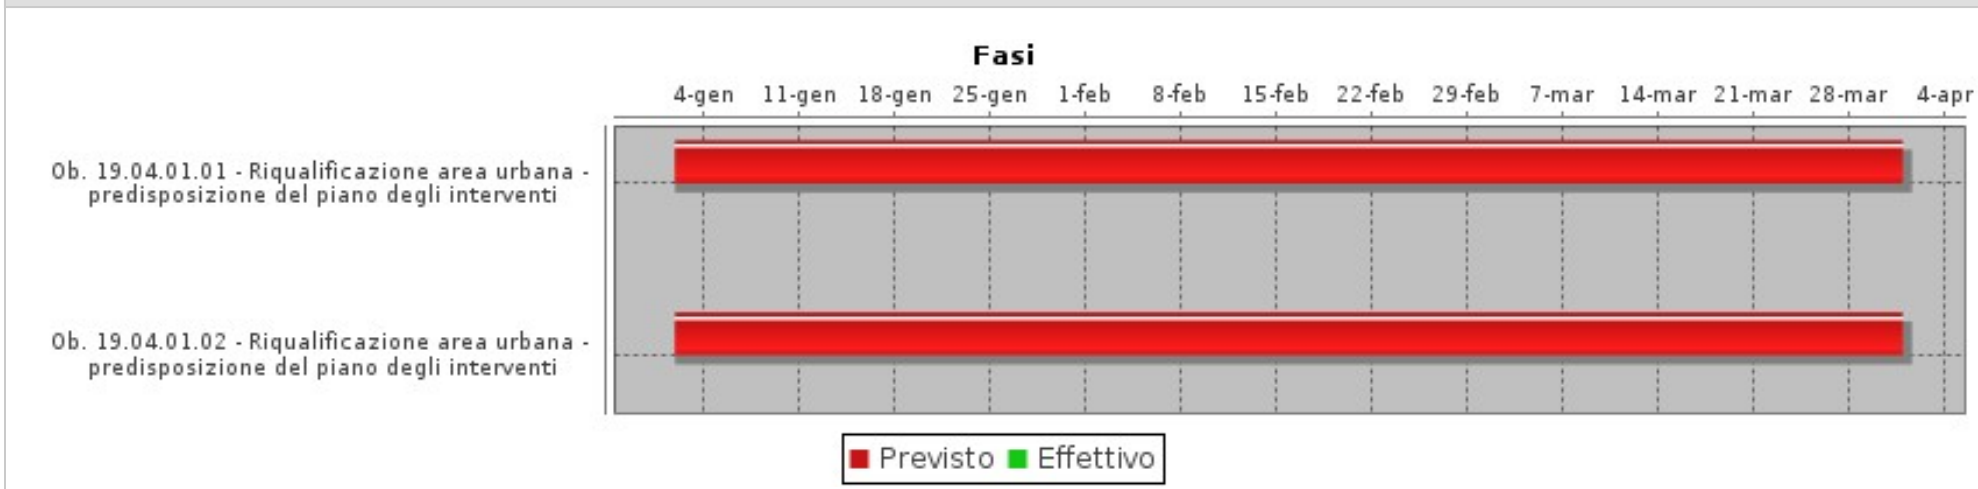 Fasi
4-gen 11-gen 18-gen 25-gen 1-feb 8-feb 15-feb 22-feb 29-feb 7-mar 14-mar 21-mar 28-mar 4-apr
Ob. 19.04.01.01 - Riqualificazione area urbana -
predisposizione del piano degli interventi
Ob. 19.04.01.02 - Riqualificazione area urbana -
predisposizione del piano degli interventi
Previsto Effettivo